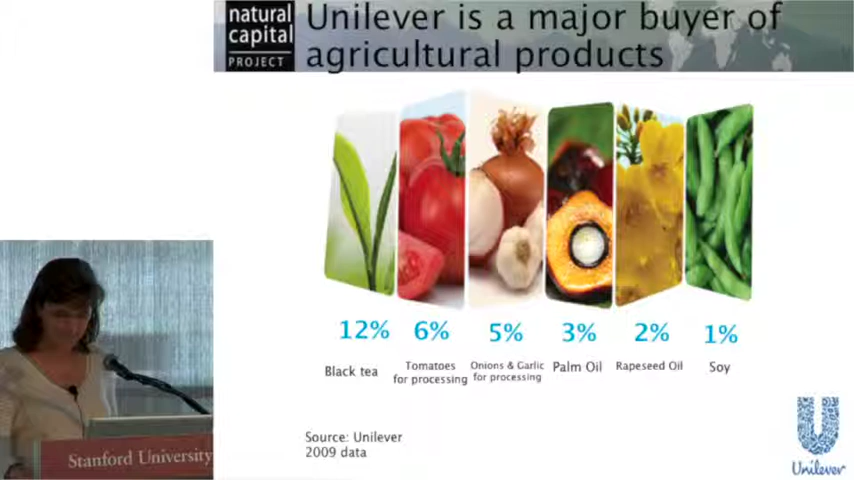 natural
capital
PROJECT
Unilever is a major buyer of
agricultural products
12% 6% 5% 3% 2% 1%
Black tea
Tomatoes
for processing
Onions & Garlic
for processing
Palm Oil
Rapeseed Oil
Soy
Source: Unilever
2009 data
Unilever
Stanford University